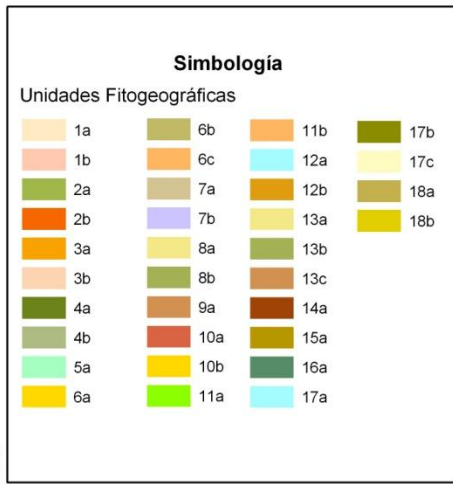 Simbología
Unidades Fitogeográficas
1a
1b
2a
2b
3a
3b
4a
4b
5a
6a
6b
6c
7a
7b
8a
8b
9a
10a
10b
11a
11b
12a
12b
13a
13b
13c
14a
15a
16a
17a
17b
17c
18a
18b